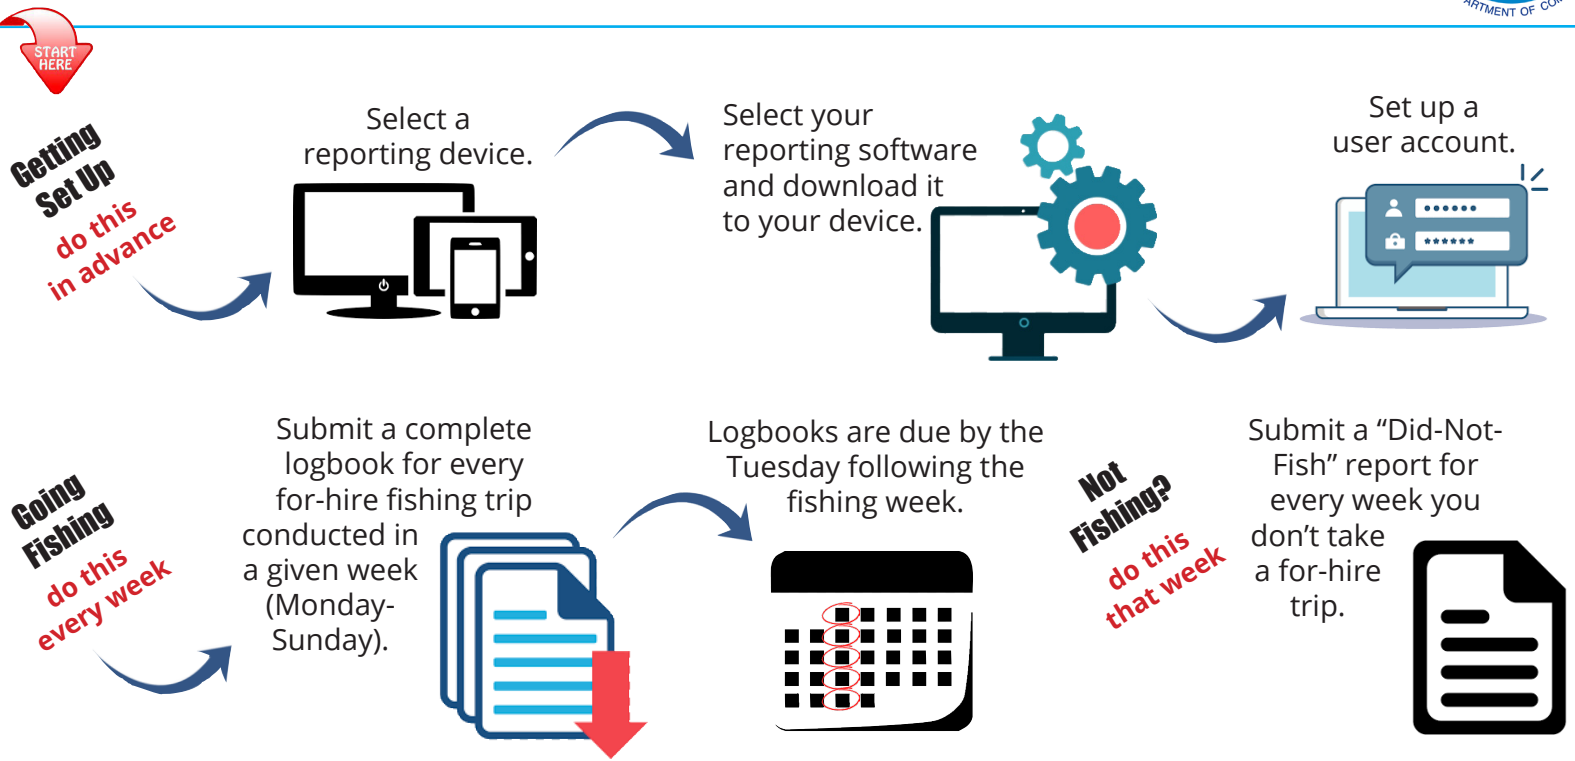 START
HERE
Getting
Set Up
do this
in advance
Select a
reporting device.
Select your
reporting software
and download it
to your device.
Set up a
user account.
Going
Fishing
do this
every week
Submit a complete
logbook for every
for-hire fishing trip
conducted in
a given week
(Monday-
Sunday).
Logbooks are due by the
Tuesday following the
fishing week.
Not
Fishing?
do this
that week
Submit a “Did-Not-
Fish” report for
every week you
don’t take
a for-hire
trip.